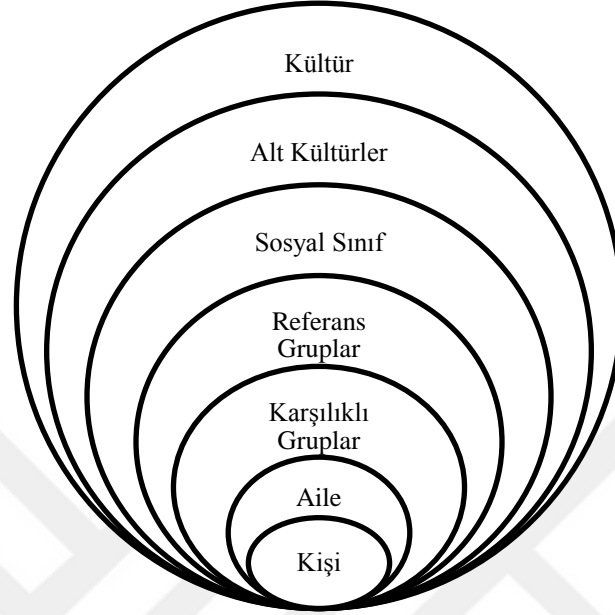 Kültür
Alt Kültürler
Sosyal Sınıf
Referans
Gruplar
Karşılıklı
Gruplar
Aile
Kişi